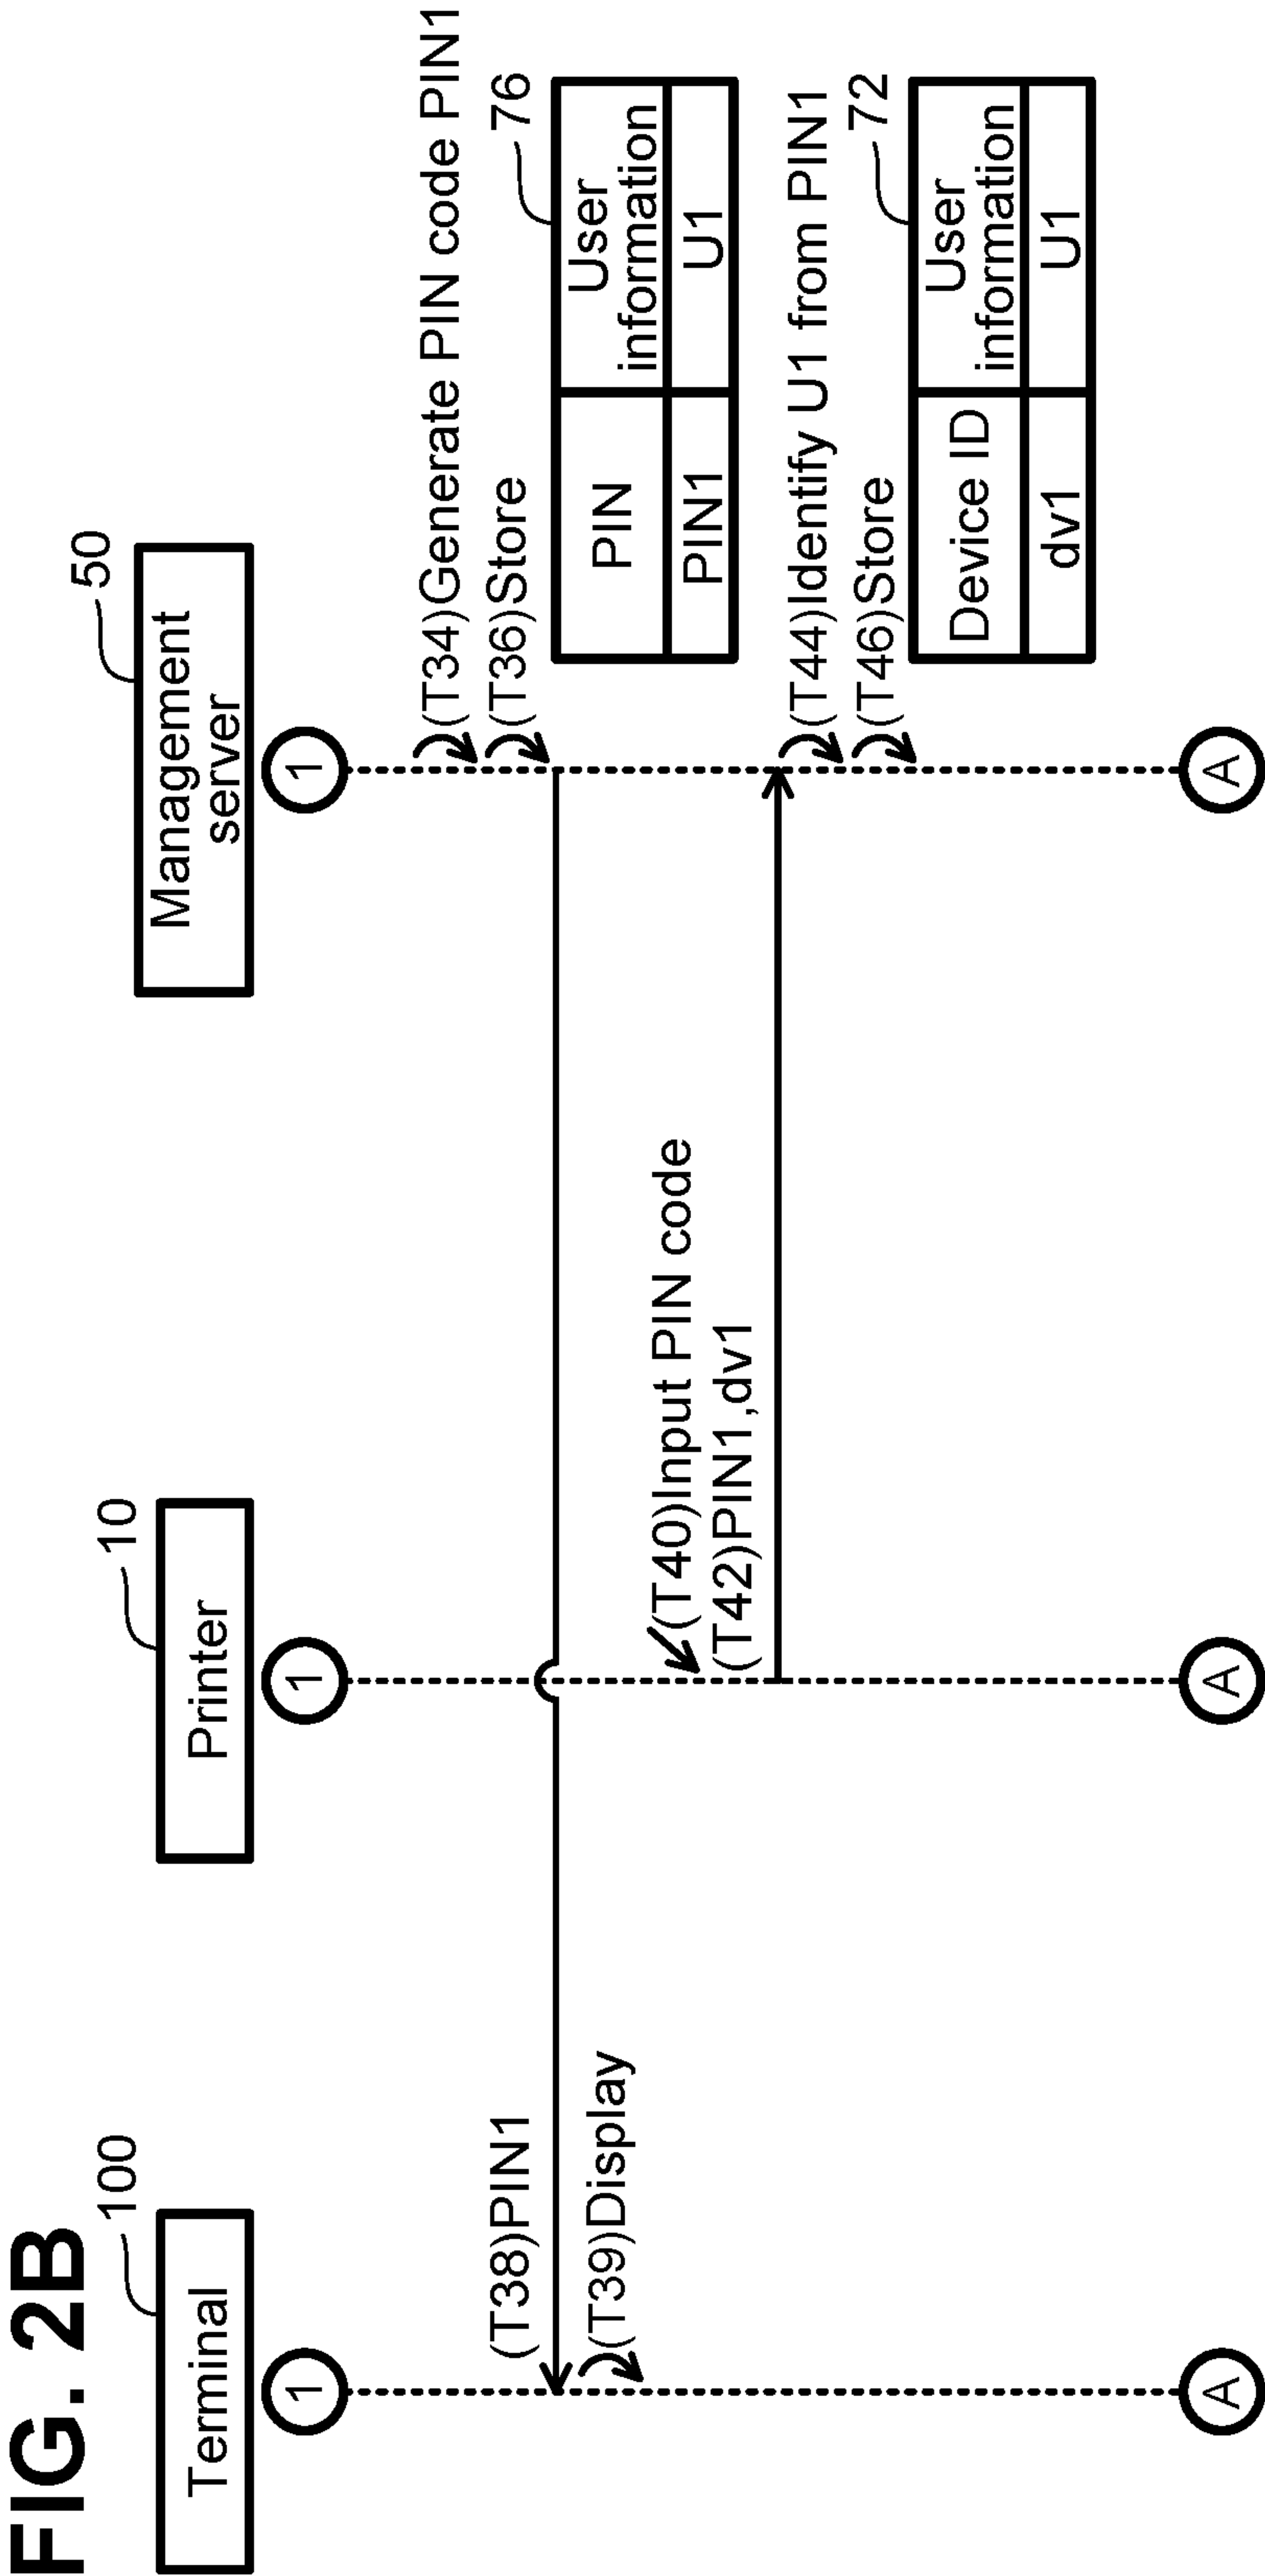 FIG. 2B
100
Terminal
10
Printer
50
Management
server
1
1
1
(T34)Generate PIN code PIN1
(T36)Store
76
PIN
User
information
PIN1
U1
(T38)PIN1
(T39)Display
(T40)Input PIN code
(T42)PIN1,dv1
(T44)Identify U1 from PIN1
(T46)Store
72
Device ID
User
information
dv1
U1
A
A
A